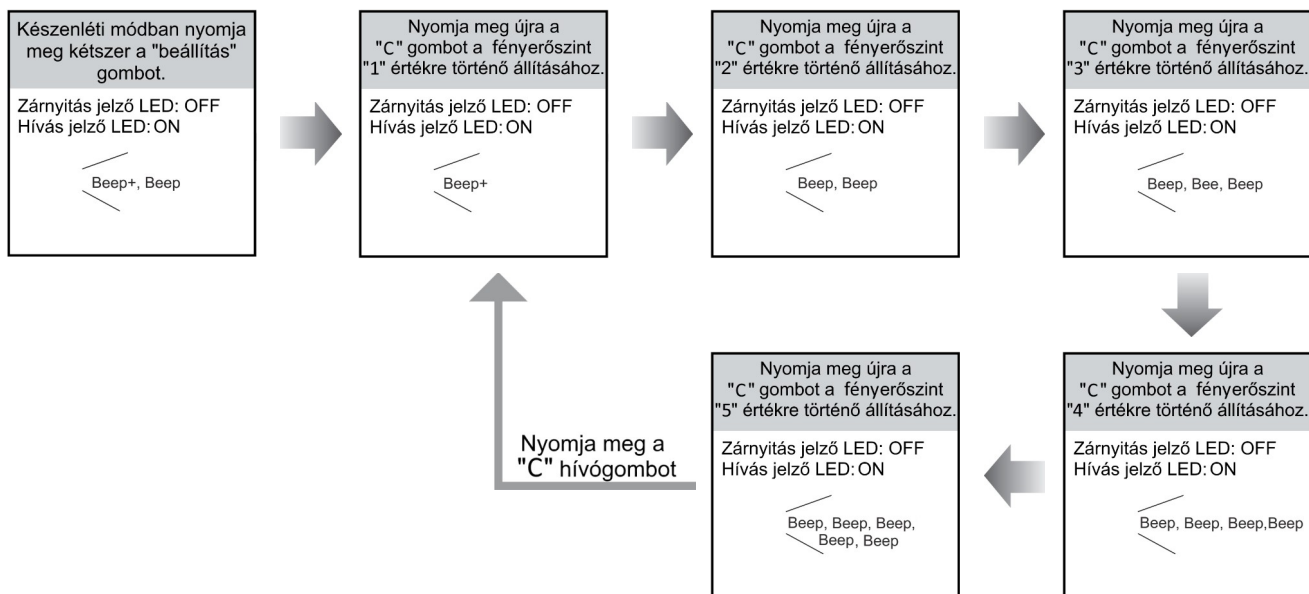 Készenléti módban nyomja
meg kétszer a "beállítás"
gombot.
Zárnyitás jelző LED: OFF
Hívás jelző LED: ON
Beep+, Beep
Nyomja meg újra a
"C" gombot a fényerőszint
"1" értékre történő állításához.
Zárnyitás jelző LED: OFF
Hívás jelző LED: ON
Beep+
Nyomja meg újra a
"C" gombot a fényerőszint
"2" értékre történő állításához.
Zárnyitás jelző LED: OFF
Hívás jelző LED: ON
Beep, Beep
Nyomja meg újra a
"C" gombot a fényerőszint
"3" értékre történő állításához.
Zárnyitás jelző LED: OFF
Hívás jelző LED: ON
Beep, Bee, Beep
Nyomja meg újra a
"C" gombot a fényerőszint
"4" értékre történő állításához.
Zárnyitás jelző LED: OFF
Hívás jelző LED: ON
Beep, Beep, Beep,Beep
Nyomja meg újra a
"C" gombot a fényerőszint
"5" értékre történő állításához.
Zárnyitás jelző LED: OFF
Hívás jelző LED: ON
Beep, Beep, Beep,
Beep, Beep
Nyomja meg a
"C" hívógombot